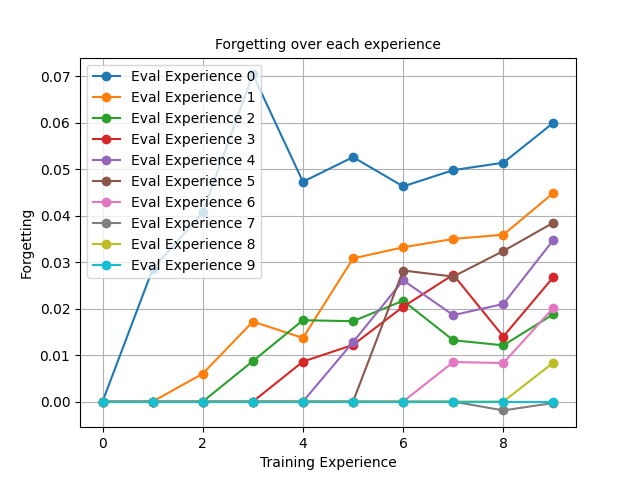 Forgetting over each experience
0.07
0.06
0.05
0.04
0.03
0.02
0.01
0.00
Forgetting
Eval Experience 0
Eval Experience 1
Eval Experience 2
Eval Experience 3
Eval Experience 4
Eval Experience 5
Eval Experience 6
Eval Experience 7
Eval Experience 8
Eval Experience 9
0 2 4 6 8
Training Experience